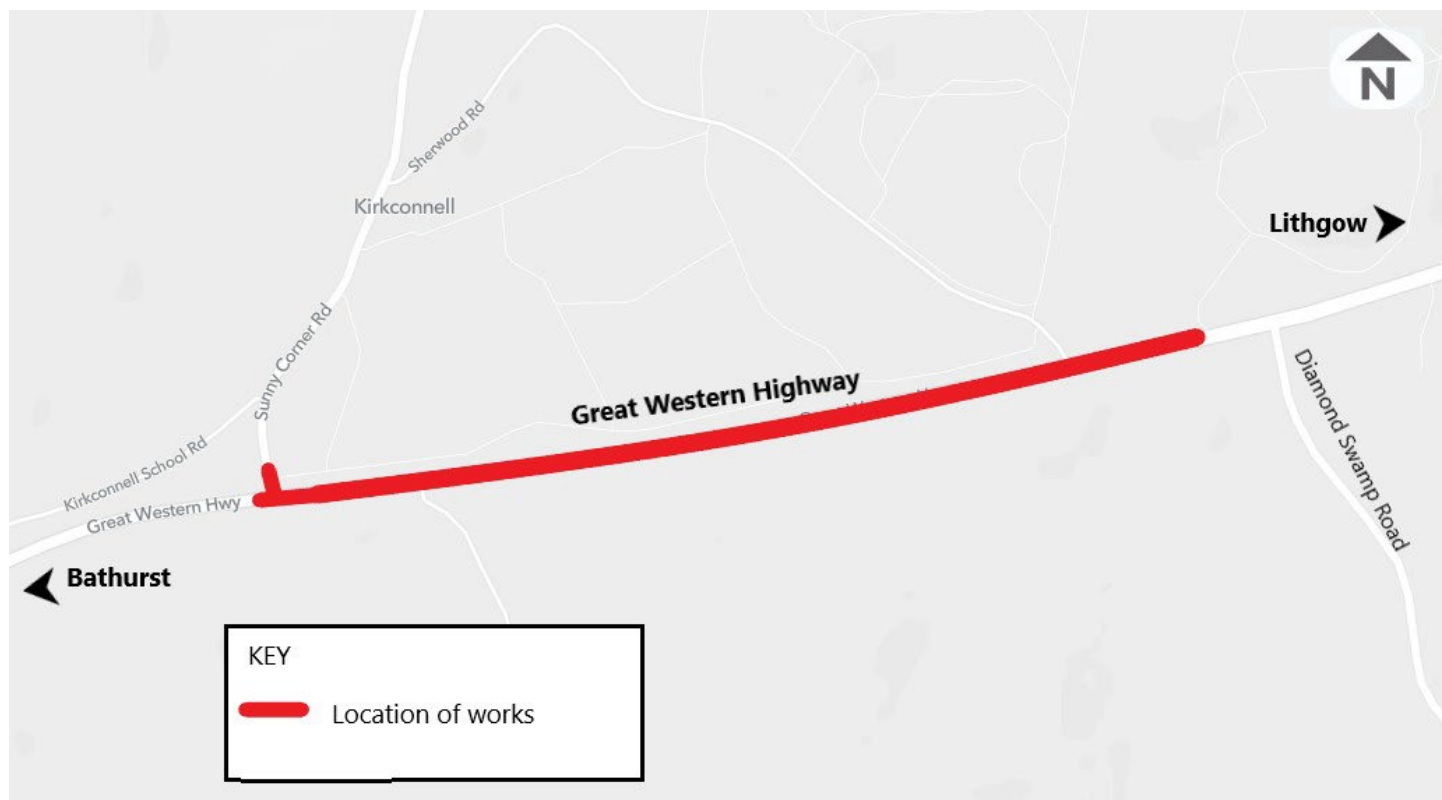 N
Sherwood Rd
Kirkconnell
Lithgow
Sunny Corner Rd
Great Western Highway
Diamond Swamp Road
Kirkconnell School Rd
Great Western Hwy
Bathurst
KEY
Location of works